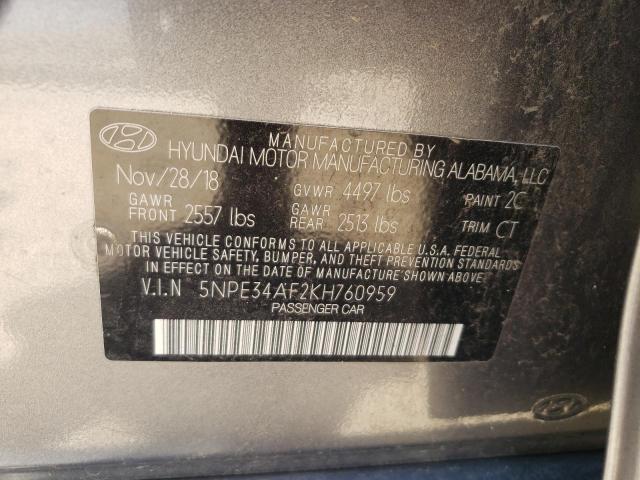 MANUFACTURED BY
HYUNDAI MOTOR MANUFACTURING ALABAMA, LLC
Nov/28/18 GVWR 4497 lbs PAINT 2C
GAWR FRONT 2557 lbs GAWR REAR 2513 lbs TRIM CT
THIS VEHICLE CONFORMS TO ALL APPLICABLE U.S.A. FEDERAL
MOTOR VEHICLE SAFETY, BUMPER, AND THEFT PREVENTION STANDARDS
IN EFFECT ON THE DATE OF MANUFACTURE SHOWN ABOVE
V.I.N 5NPE34AF2KH760959
PASSENGER CAR